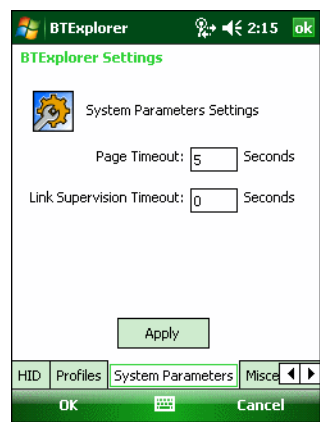 BTExplorer 2:15 ok
BTExplorer Settings
System Parameters Settings
Page Timeout: 5 Seconds
Link Supervision Timeout: 0 Seconds
Apply
HID Profiles System Parameters Misce
OK Cancel